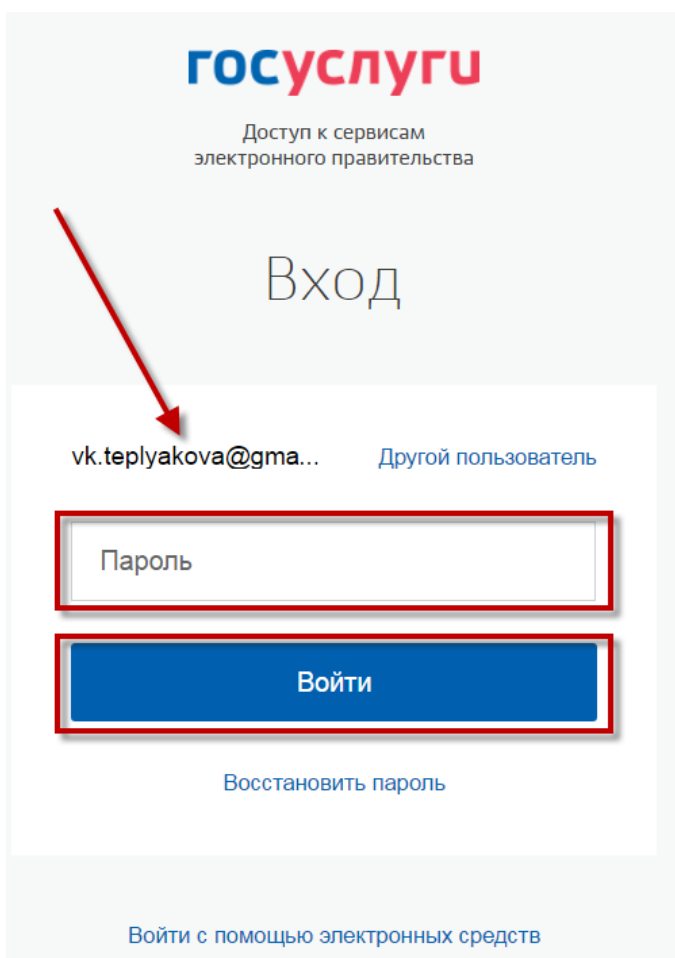 госуслуги
Доступ к сервисам
электронного правительства
Вход
vk.teplyakova@gma... Другой пользователь
Пароль
Войти
Восстановить пароль
Войти с помощью электронных средств